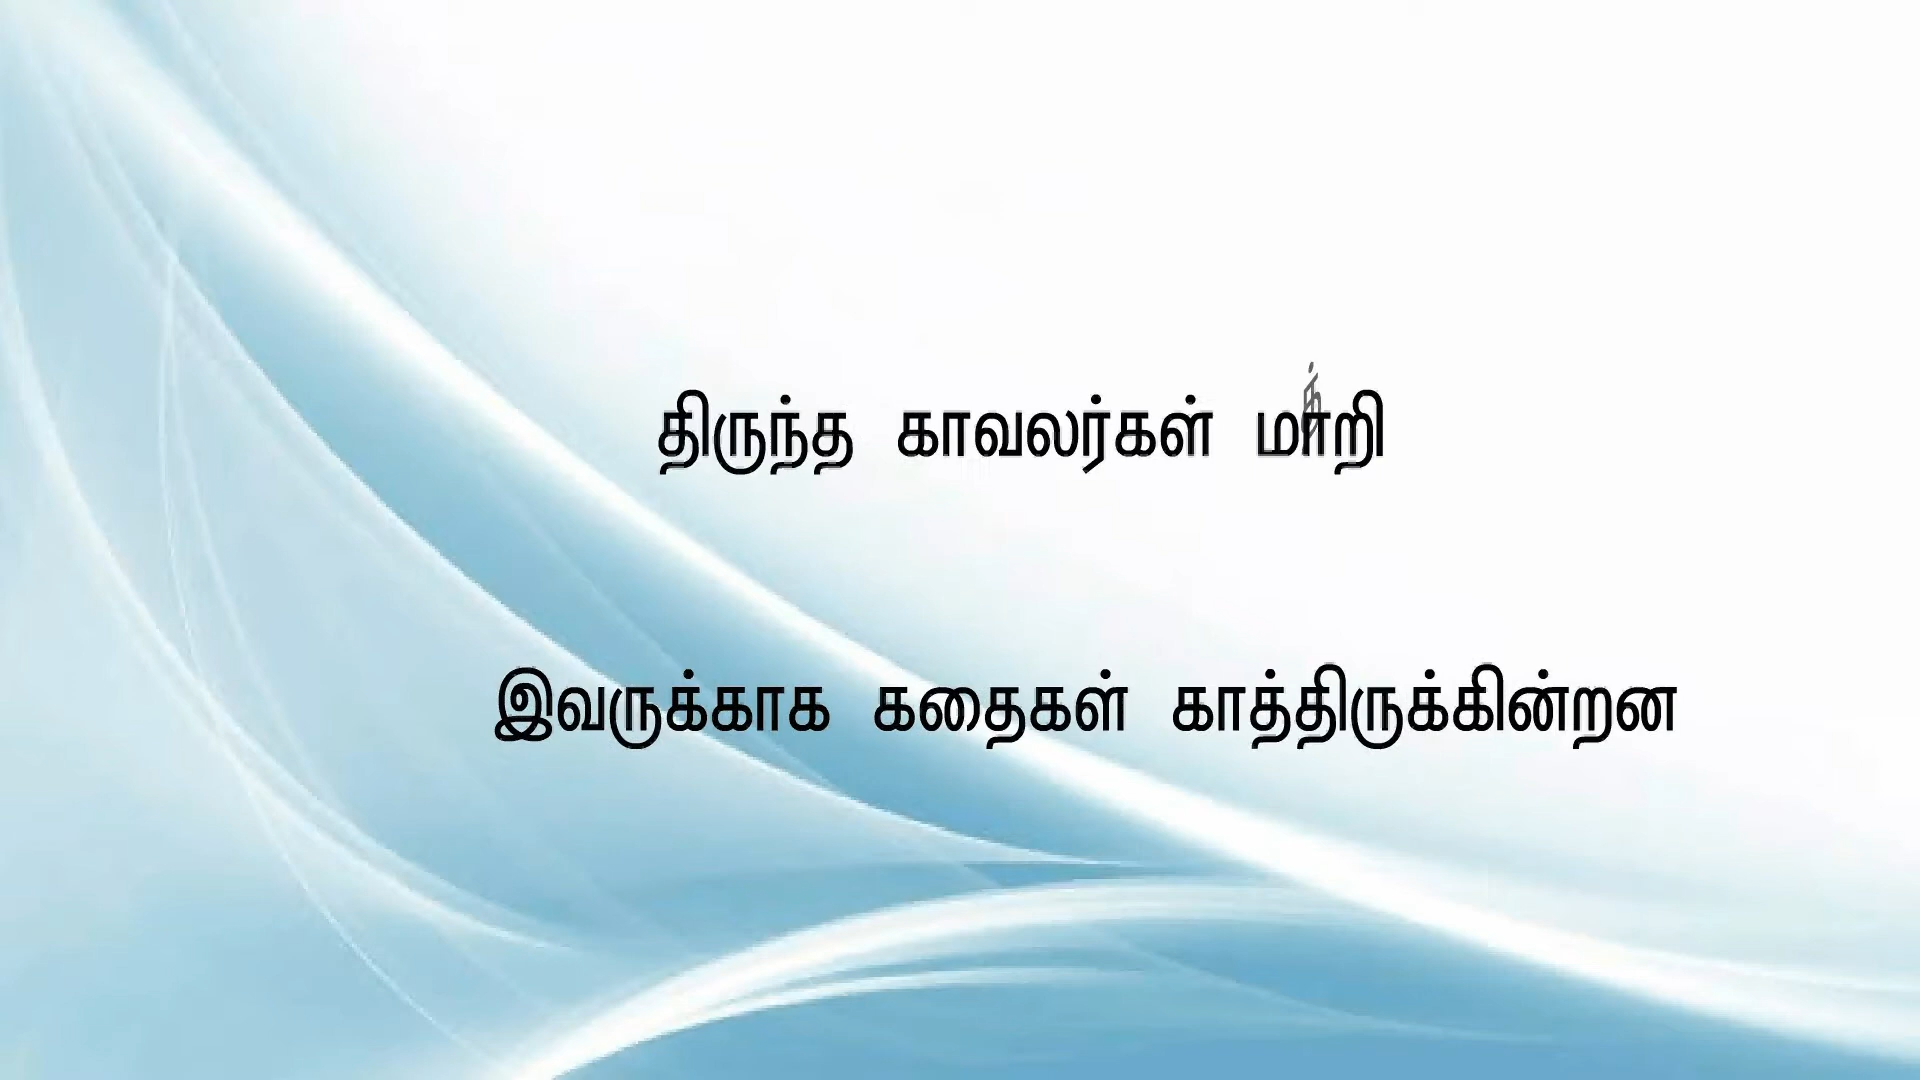 திருந்த காவலர்கள் மாறி
இவருக்காக கதைகள் காத்திருக்கின்றன